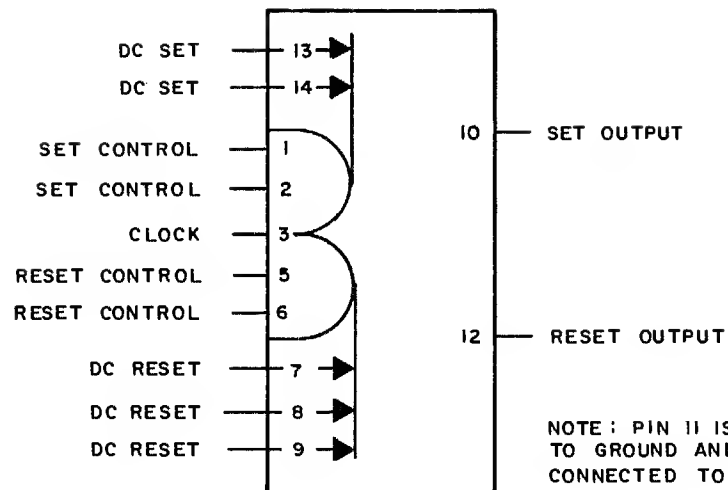 DC SET 13
DC SET 14
SET CONTROL 1
SET CONTROL 2
CLOCK 3
RESET CONTROL 5
RESET CONTROL 6
DC RESET 7
DC RESET 8
DC RESET 9
10 SET OUTPUT
12 RESET OUTPUT
NOTE: PIN 11 IS
TO GROUND AN
CONNECTED TO